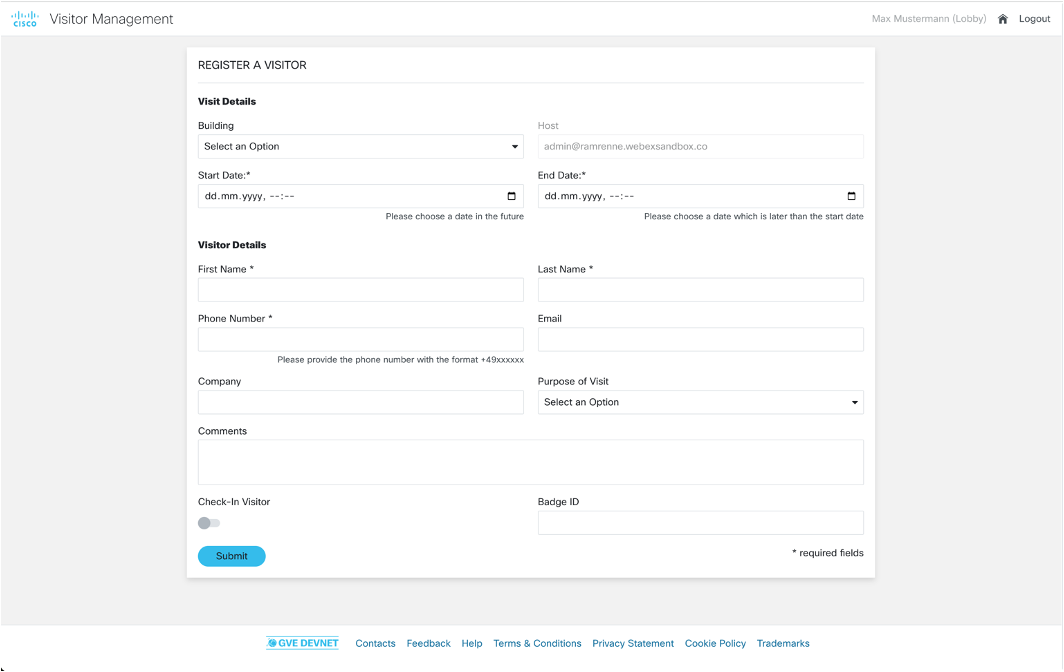 CISCO Visitor Management Max Mustermann (Lobby) Logout
REGISTER A VISITOR
Visit Details
Building Host
Select an Option admin@ramrenne.webexsandbox.co
Start Date:* End Date:*
dd.mm.yyyy, --:-- dd.mm.yyyy, --:--
Please choose a date in the future Please choose a date which is later than the start date
Visitor Details
First Name * Last Name *
Phone Number * Email
Please provide the phone number with the format +49xxxxxx
Company Purpose of Visit
Select an Option
Comments
Check-In Visitor Badge ID
Submit * required fields
GVE DEVNET Contacts Feedback Help Terms & Conditions Privacy Statement Cookie Policy Trademarks